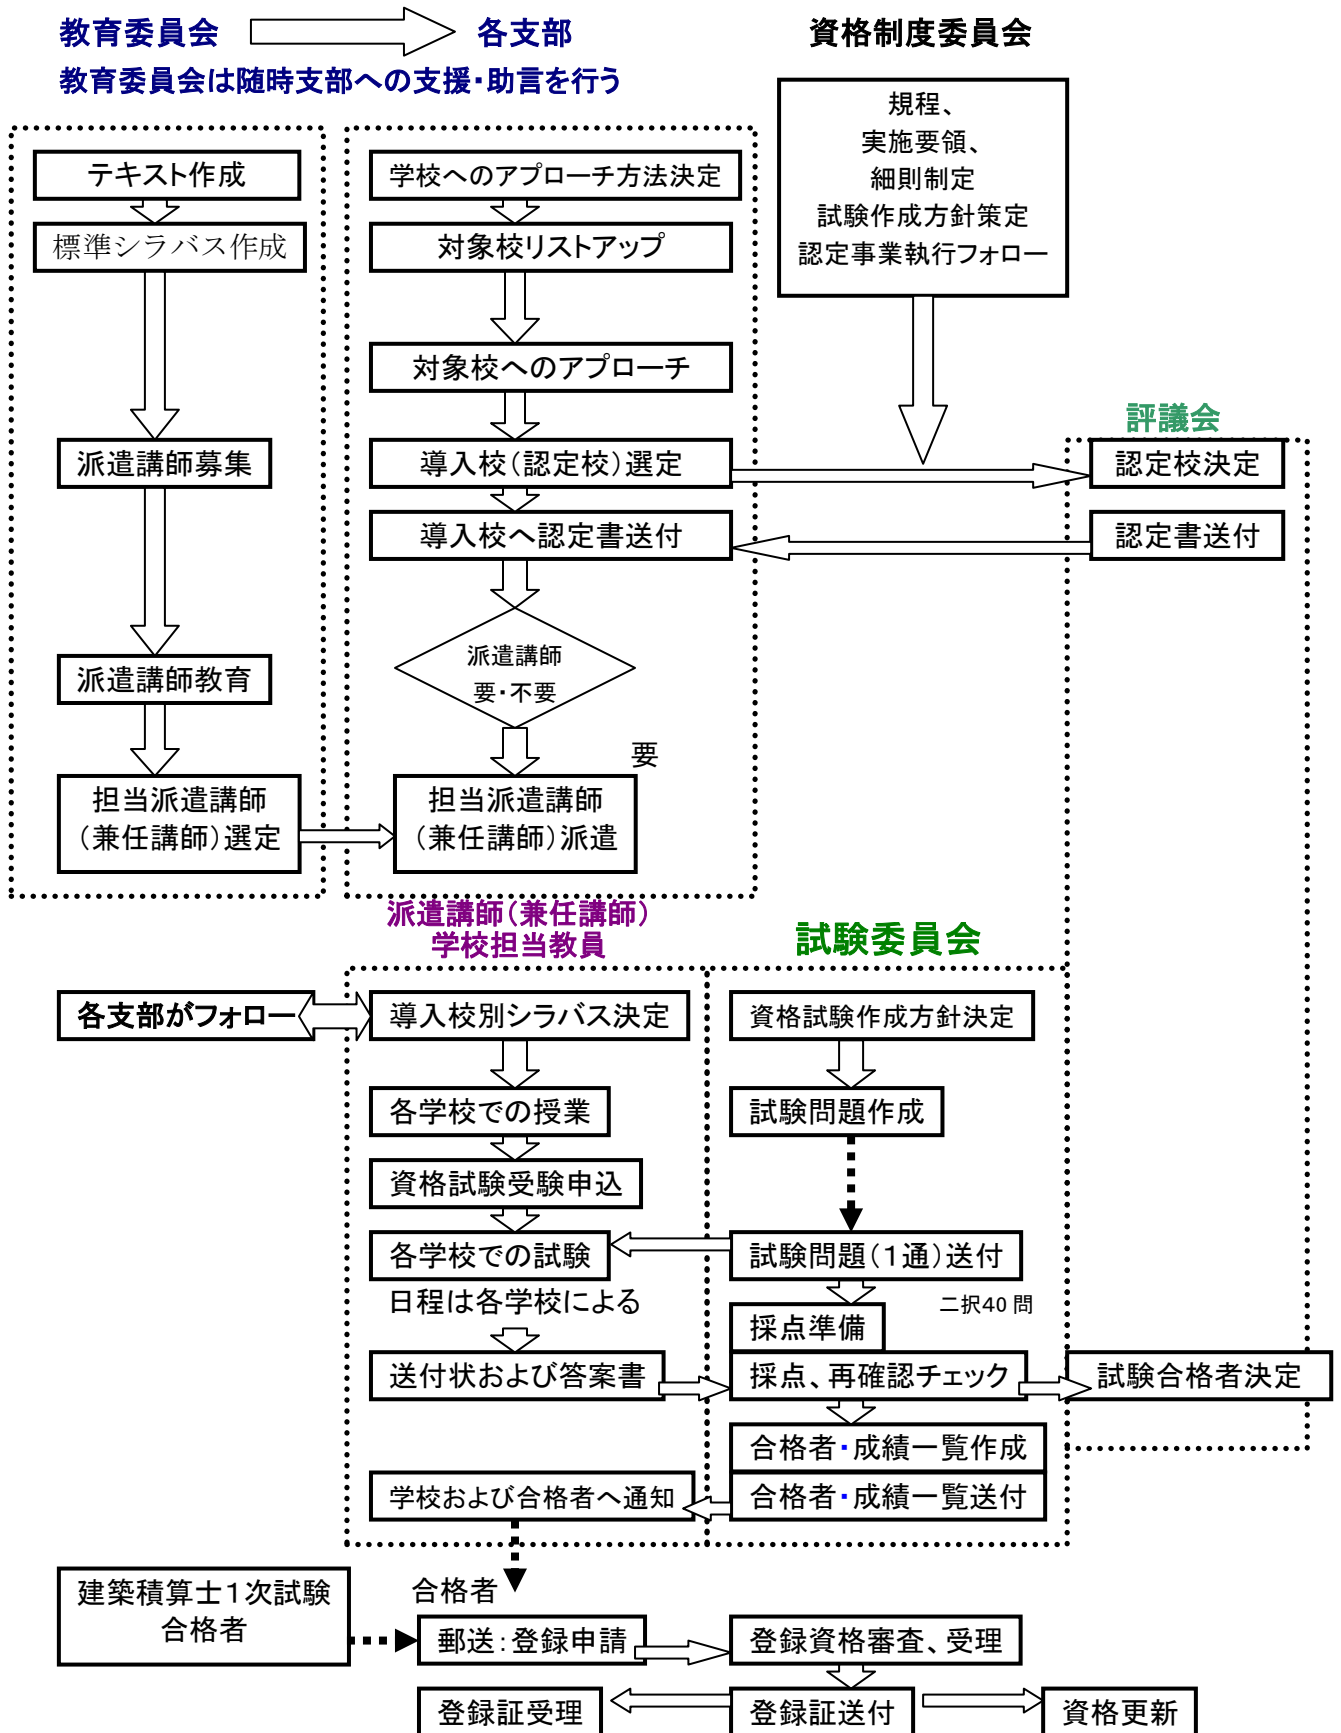 教育委員会
各支部
資格制度委員会
教育委員会は随時支部への支援・助言を行う
規程、
実施要領、
細則制定
試験作成方針策定
認定事業執行フォロー
テキスト作成
標準シラバス作成
派遣講師募集
派遣講師教育
担当派遣講師
（兼任講師）選定
学校へのアプローチ方法決定
対象校リストアップ
対象校へのアプローチ
導入校（認定校）選定
導入校へ認定書送付
派遣講師
要・不要
要
担当派遣講師
（兼任講師）派遣
評議会
認定校決定
認定書送付
派遣講師（兼任講師）
学校担当教員
試験委員会
各支部がフォロー
導入校別シラバス決定
各学校での授業
資格試験受験申込
各学校での試験
日程は各学校による
送付状および答案書
学校および合格者へ通知
資格試験作成方針決定
試験問題作成
試験問題（１通）送付
二択40問
採点準備
採点、再確認チェック
試験合格者決定
合格者・成績一覧作成
合格者・成績一覧送付
建築積算士１次試験
合格者
合格者
郵送：登録申請
登録資格審査、受理
登録証受理
登録証送付
資格更新